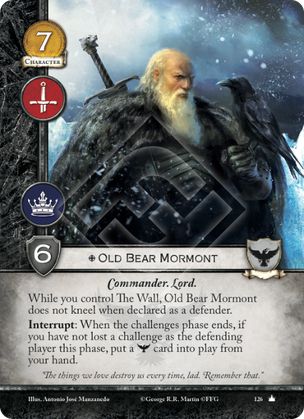 7
CHARACTER
6
OLD BEAR MORMONT
Commander. Lord.
While you control The Wall, Old Bear Mormont
does not kneel when declared as a defender.
Interrupt: When the challenges phase ends, if
you have not lost a challenge as the defending
player this phase, put a card into play from
your hand.
"The things we love destroy us every time, lad. Remember that."
Illus. Antonio José Manzanedo ©George R.R. Martin ©FFG 126